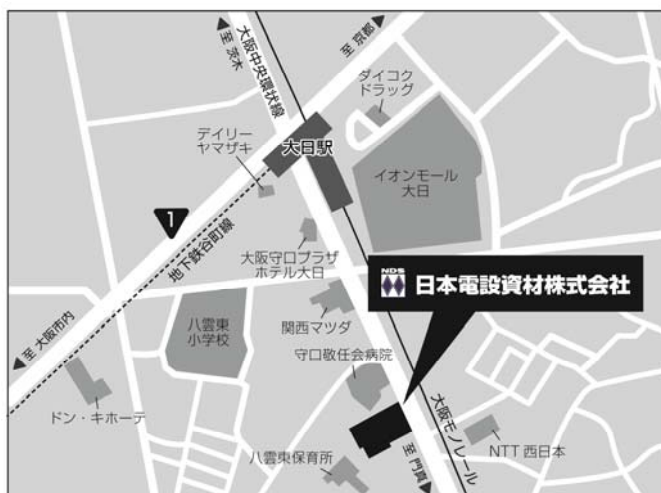 至 茨木
大阪中央環状線
至 京都
ダイコク
ドラッグ
デイリー
ヤマザキ
大日駅
イオンモール
大日
1
地下鉄谷町線
大阪守口プラザ
ホテル大日
NDS
日本電設資材株式会社
八雲東
小学校
関西マツダ
至 大阪市内
守口敬任会病院
ドン・キホーテ
大阪モノレール
NTT 西日本
八雲東保育所
至 門真